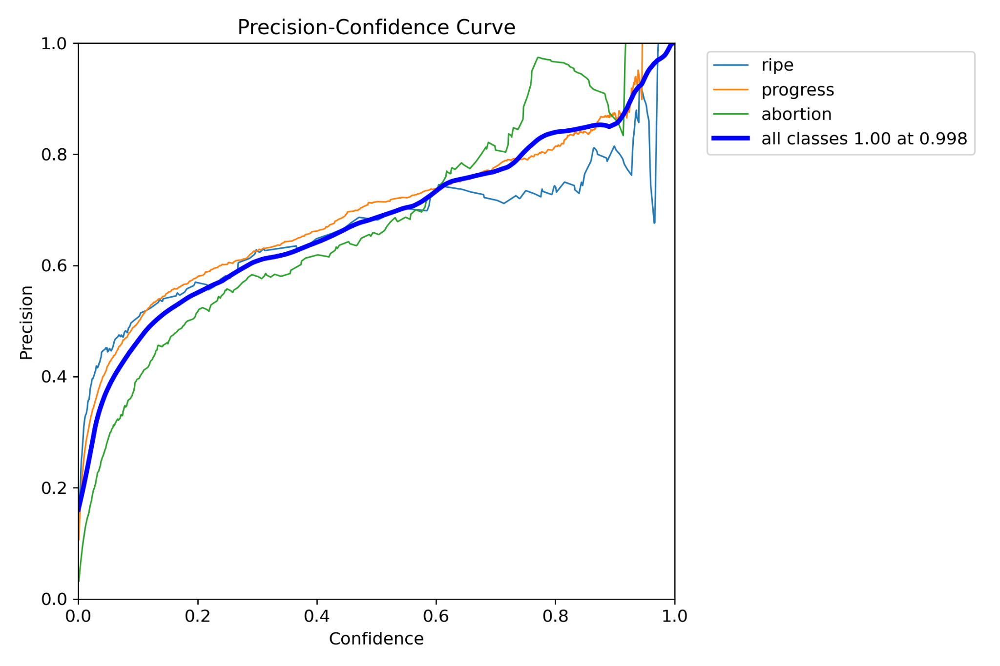 Precision-Confidence Curve
1.0
0.8
0.6
0.4
0.2
0.0
Precision
0.0 0.2 0.4 0.6 0.8 1.0
Confidence
ripe
progress
abortion
all classes 1.00 at 0.998